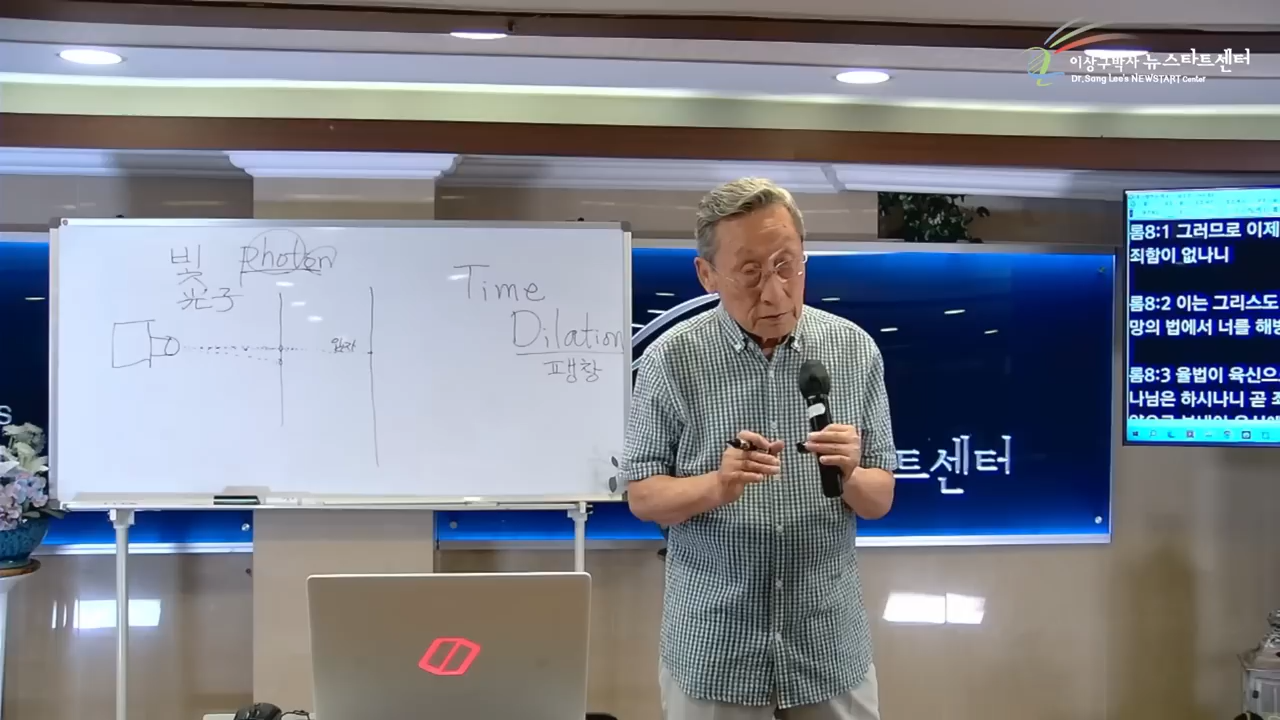 이상구박사 뉴스타트센터
Dr. Sang Lee's NEWSTART Center
빛 photon
光子
입자
Time
Dilation
팽창
S
트센터
롬8:1 그러므로 이제
죄함이 없나니
롬8:2 이는 그리스도
망의 법에서 너를 해방
롬8:3 율법이 육신으
나님은 하시나니 곧 죄